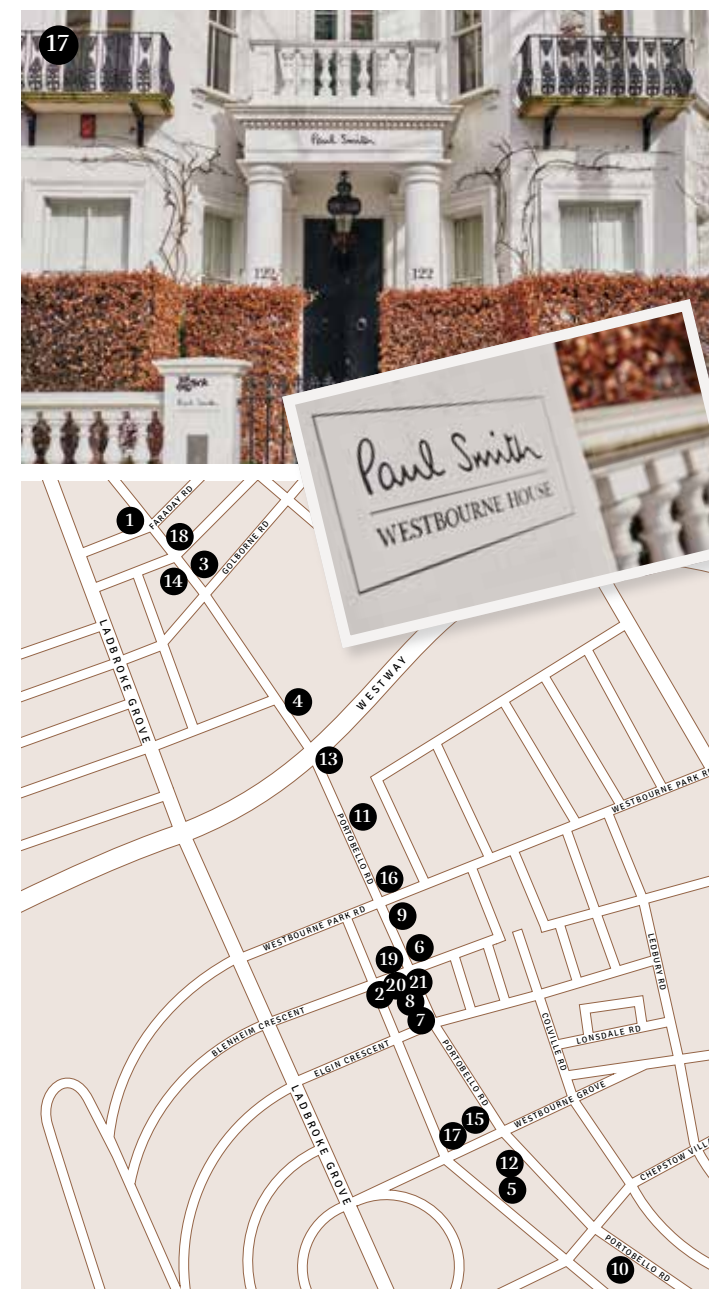 17
Paul Smith
122
122
Paul Smith
Paul Smith
WESTBOURNE HOUSE
1
FARADAY RD
18
3
GOLBORNE RD
14
LADBROKE GROVE
4
WESTWAY
13
11
PORTOBELLO RD
WESTBOURNE PARK RD
16
9
WESTBOURNE PARK RD
6
19
LEDBURY RD
20
21
2
8
7
BLENHEIM CRESCENT
COLVILLE RD
LONSDALE RD
ELGIN CRESCENT
PORTOBELLO RD
LADBROKE GROVE
WESTBOURNE GROVE
15
17
12
CHEPSTOW VILLA
5
PORTOBELLO RD
10